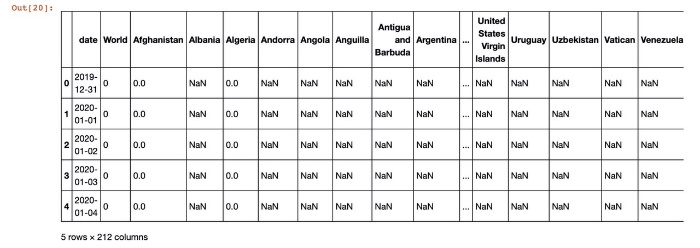 Out[20]:
date World Afghanistan Albania Algeria Andorra Angola Anguilla Antigua and Barbuda Argentina ... United States Virgin Islands Uruguay Uzbekistan Vatican Venezuela
0 2019-12-31 0 0.0 NaN 0.0 NaN NaN NaN NaN NaN ... NaN NaN NaN NaN NaN
1 2020-01-01 0 0.0 NaN 0.0 NaN NaN NaN NaN NaN ... NaN NaN NaN NaN NaN
2 2020-01-02 0 0.0 NaN 0.0 NaN NaN NaN NaN NaN ... NaN NaN NaN NaN NaN
3 2020-01-03 0 0.0 NaN 0.0 NaN NaN NaN NaN NaN ... NaN NaN NaN NaN NaN
4 2020-01-04 0 0.0 NaN 0.0 NaN NaN NaN NaN NaN ... NaN NaN NaN NaN NaN
5 rows × 212 columns